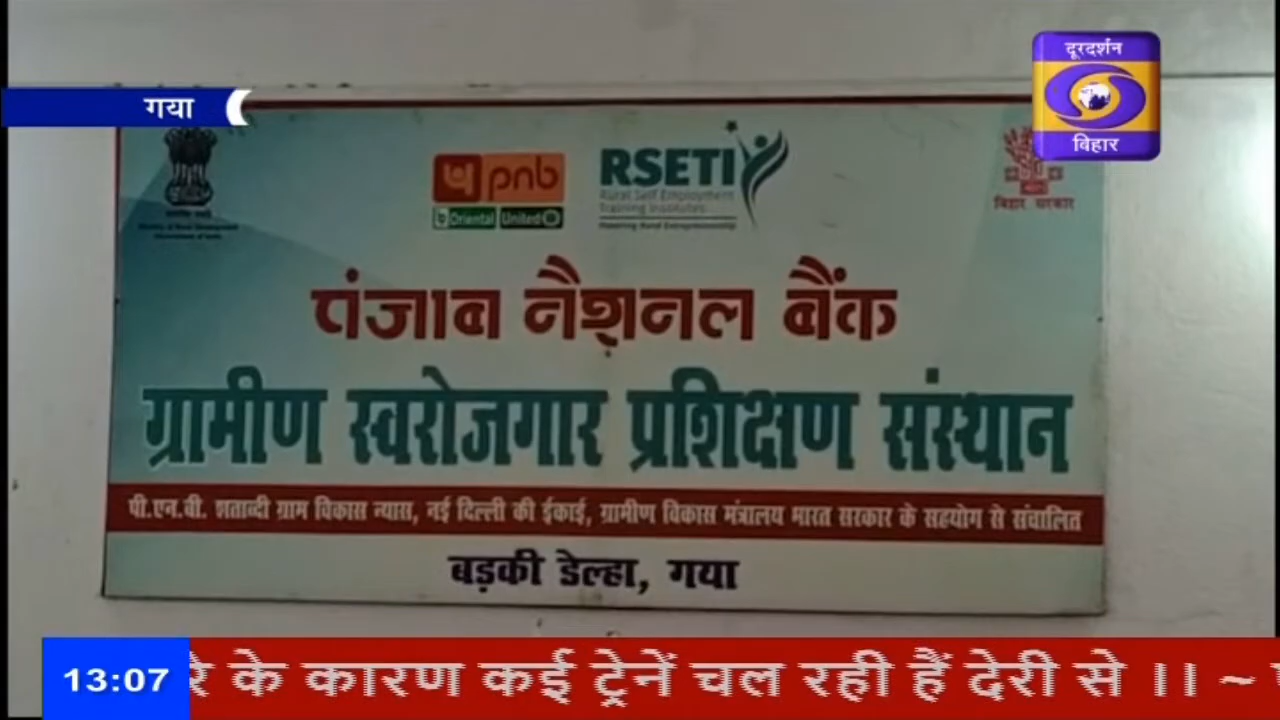 दूरदर्शन
बिहार
गया
pnb
Oriental United
RSETI
Rural Self Employment
Training Institutes
बिहार सरकार
पंजाब नैशनल बैंक
ग्रामीण स्वरोजगार प्रशिक्षण संस्थान
पी.एन.बी. शताब्दी ग्राम विकास न्यास, नई दिल्ली की ईकाई, ग्रामीण विकास मंत्रालय भारत सरकार के सहयोग से संचालित
बड़की डेल्हा, गया
13:07 रे के कारण कई ट्रेनें चल रही हैं देरी से ।। ~